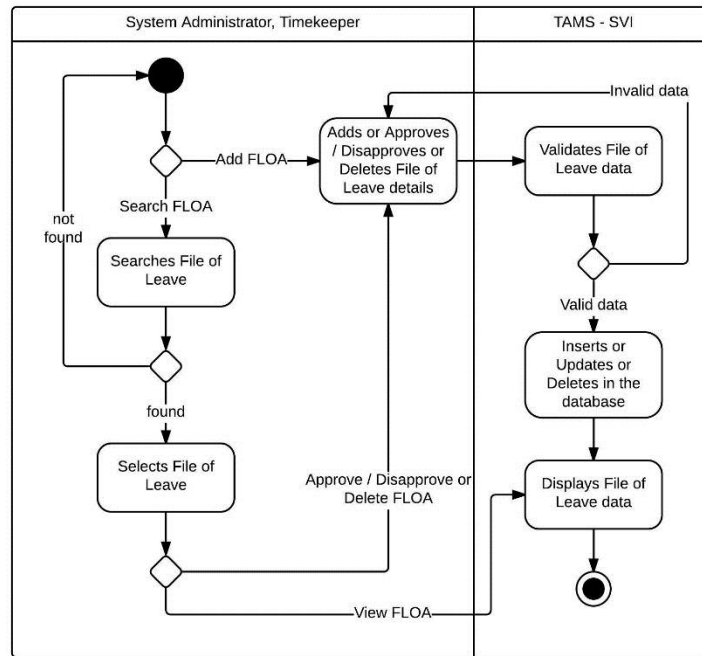 System Administrator, Timekeeper
TAMS - SVI
Invalid data
Adds or Approves
/ Disapproves or
Deletes File of
Leave details
Validates File of
Leave data
Add FLOA
Search FLOA
not
found
Searches File of
Leave
Valid data
Inserts or
Updates or
Deletes in the
database
found
Selects File of
Leave
Approve / Disapprove or
Delete FLOA
Displays File of
Leave data
View FLOA